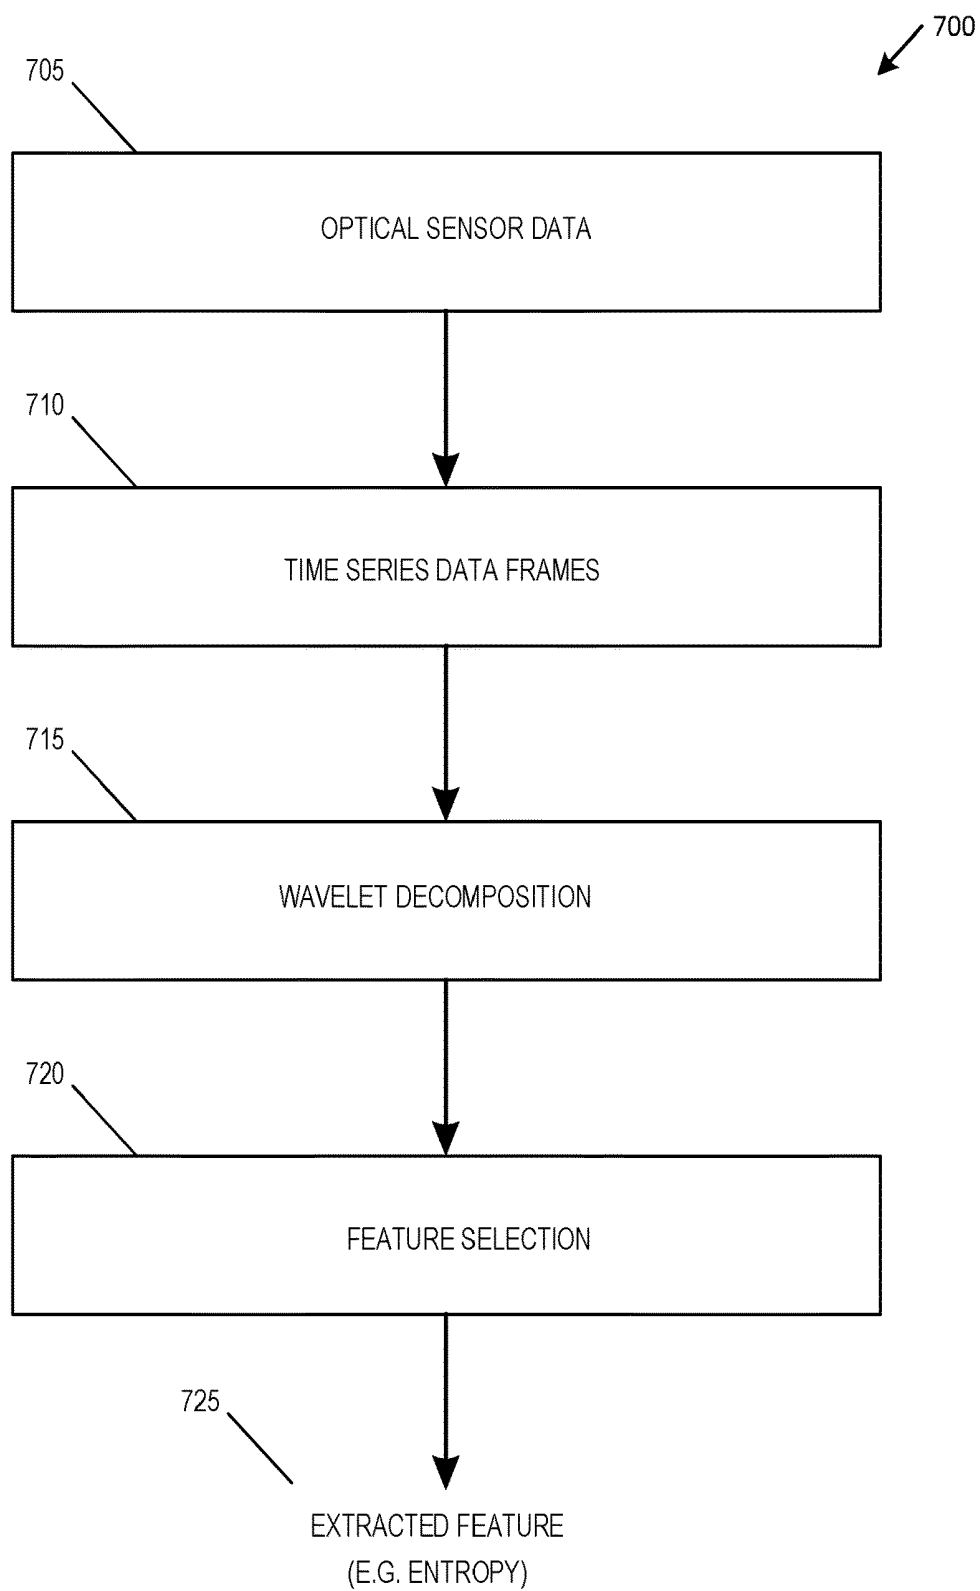 700
705
OPTICAL SENSOR DATA
710
TIME SERIES DATA FRAMES
715
WAVELET DECOMPOSITION
720
FEATURE SELECTION
725
EXTRACTED FEATURE
(E.G. ENTROPY)